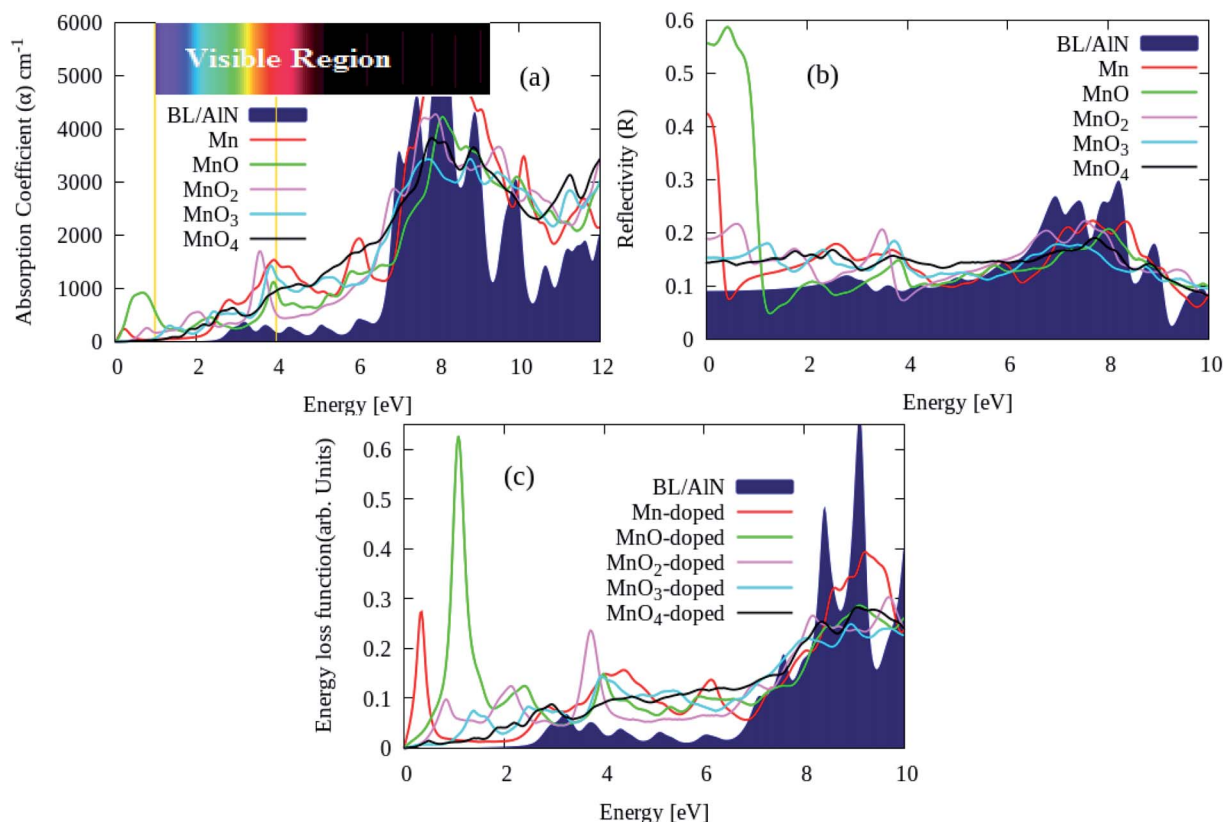 6000
5000
4000
3000
2000
1000
0
Absorption Coefficient (α) cm⁻¹
Visible Region
(a)
BL/AlN
Mn
MnO
MnO₂
MnO₃
MnO₄
0 2 4 6 8 10 12
Energy [eV]
0.6
0.5
0.4
0.3
0.2
0.1
0
Reflectivity (R)
(b)
BL/AlN
Mn
MnO
MnO₂
MnO₃
MnO₄
0 2 4 6 8 10
Energy [eV]
0.6
0.5
0.4
0.3
0.2
0.1
0
Energy loss function(arb. Units)
(c)
BL/AlN
Mn-doped
MnO-doped
MnO₂-doped
MnO₃-doped
MnO₄-doped
0 2 4 6 8 10
Energy [eV]